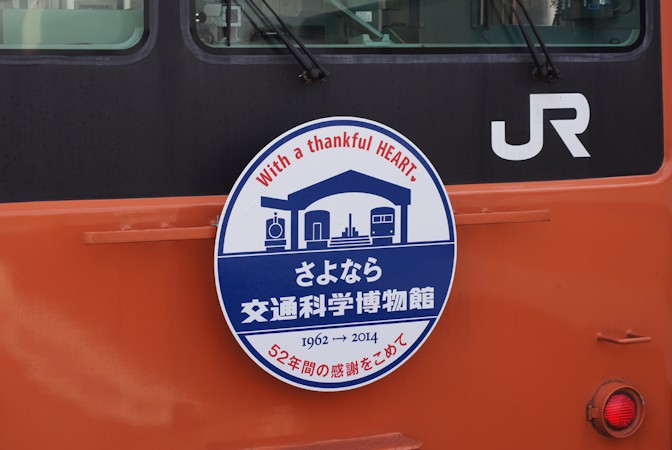 JR
With a thankful HEART♥
さよなら
交通科学博物館
1962→2014
52年間の感謝をこめて